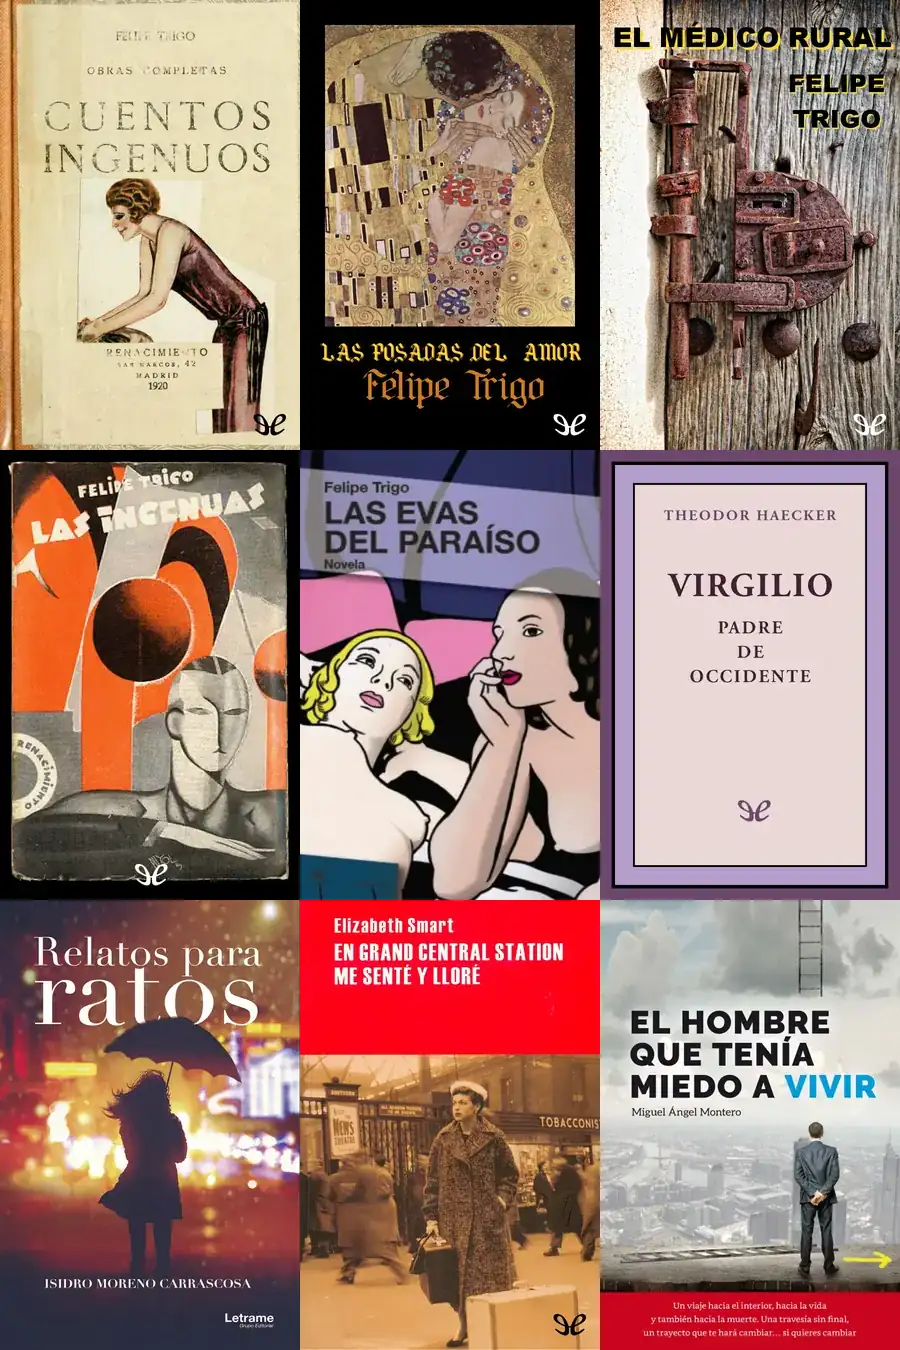 FELIPE TRIGO
OBRAS COMPLETAS
CUENTOS
INGENUOS
RENACIMIENTO
SAN MARCOS, 42
MADRID
1920
LAS POSADAS DEL AMOR
Felipe Trigo
EL MÉDICO RURAL
FELIPE
TRIGO
FELIPE TRIGO
LAS INGENUAS
RENACIMIENTO
Felipe Trigo
LAS EVAS
DEL PARAÍSO
Novela
THEODOR HAECKER
VIRGILIO
PADRE
DE
OCCIDENTE
Relatos para
ratos
ISIDRO MORENO CARRASCOSA
Letrame
Grupo Editorial
Elizabeth Smart
EN GRAND CENTRAL STATION
ME SENTÉ Y LLORÉ
NEWS
THEATRE
TOBACCONIST
EL HOMBRE
QUE TENÍA
MIEDO A VIVIR
Miguel Ángel Montero
Un viaje hacia el interior, hacia la vida
y también hacia la muerte. Una travesía sin final,
un trayecto que te hará cambiar... si quieres cambiar